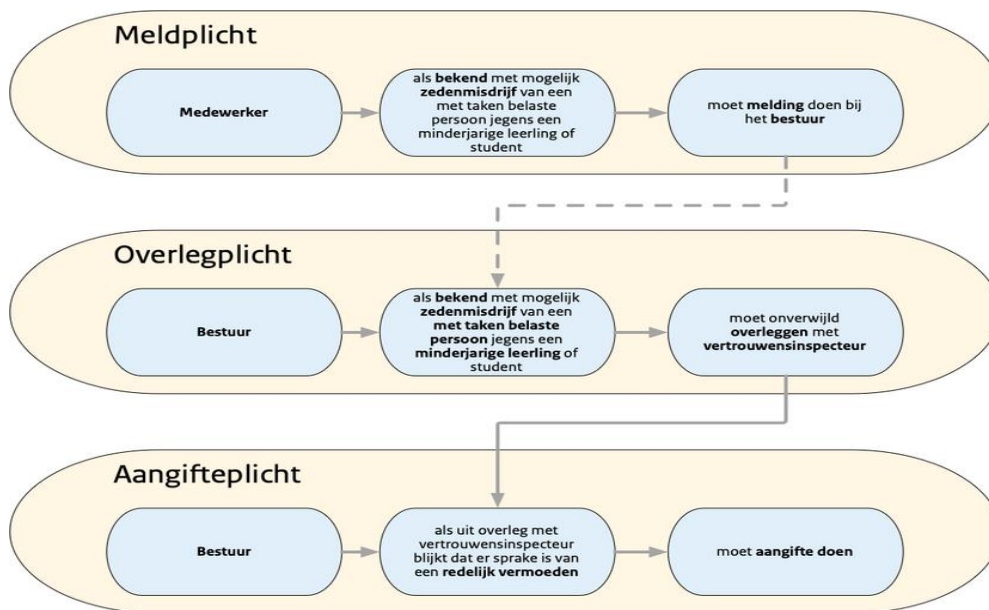 Meldplicht
Medewerker
als bekend met mogelijk
zedenmisdrijf van een
met taken belaste
persoon jegens een
minderjarige leerling of
student
moet melding doen bij
het bestuur
Overlegplicht
Bestuur
als bekend met mogelijk
zedenmisdrijf van een
met taken belaste
persoon jegens een
minderjarige leerling of
student
moet onverwijld
overleggen met
vertrouwensinspecteur
Aangifteplicht
Bestuur
als uit overleg met
vertrouwensinspecteur
blijkt dat er sprake is van
een redelijk vermoeden
moet aangifte doen